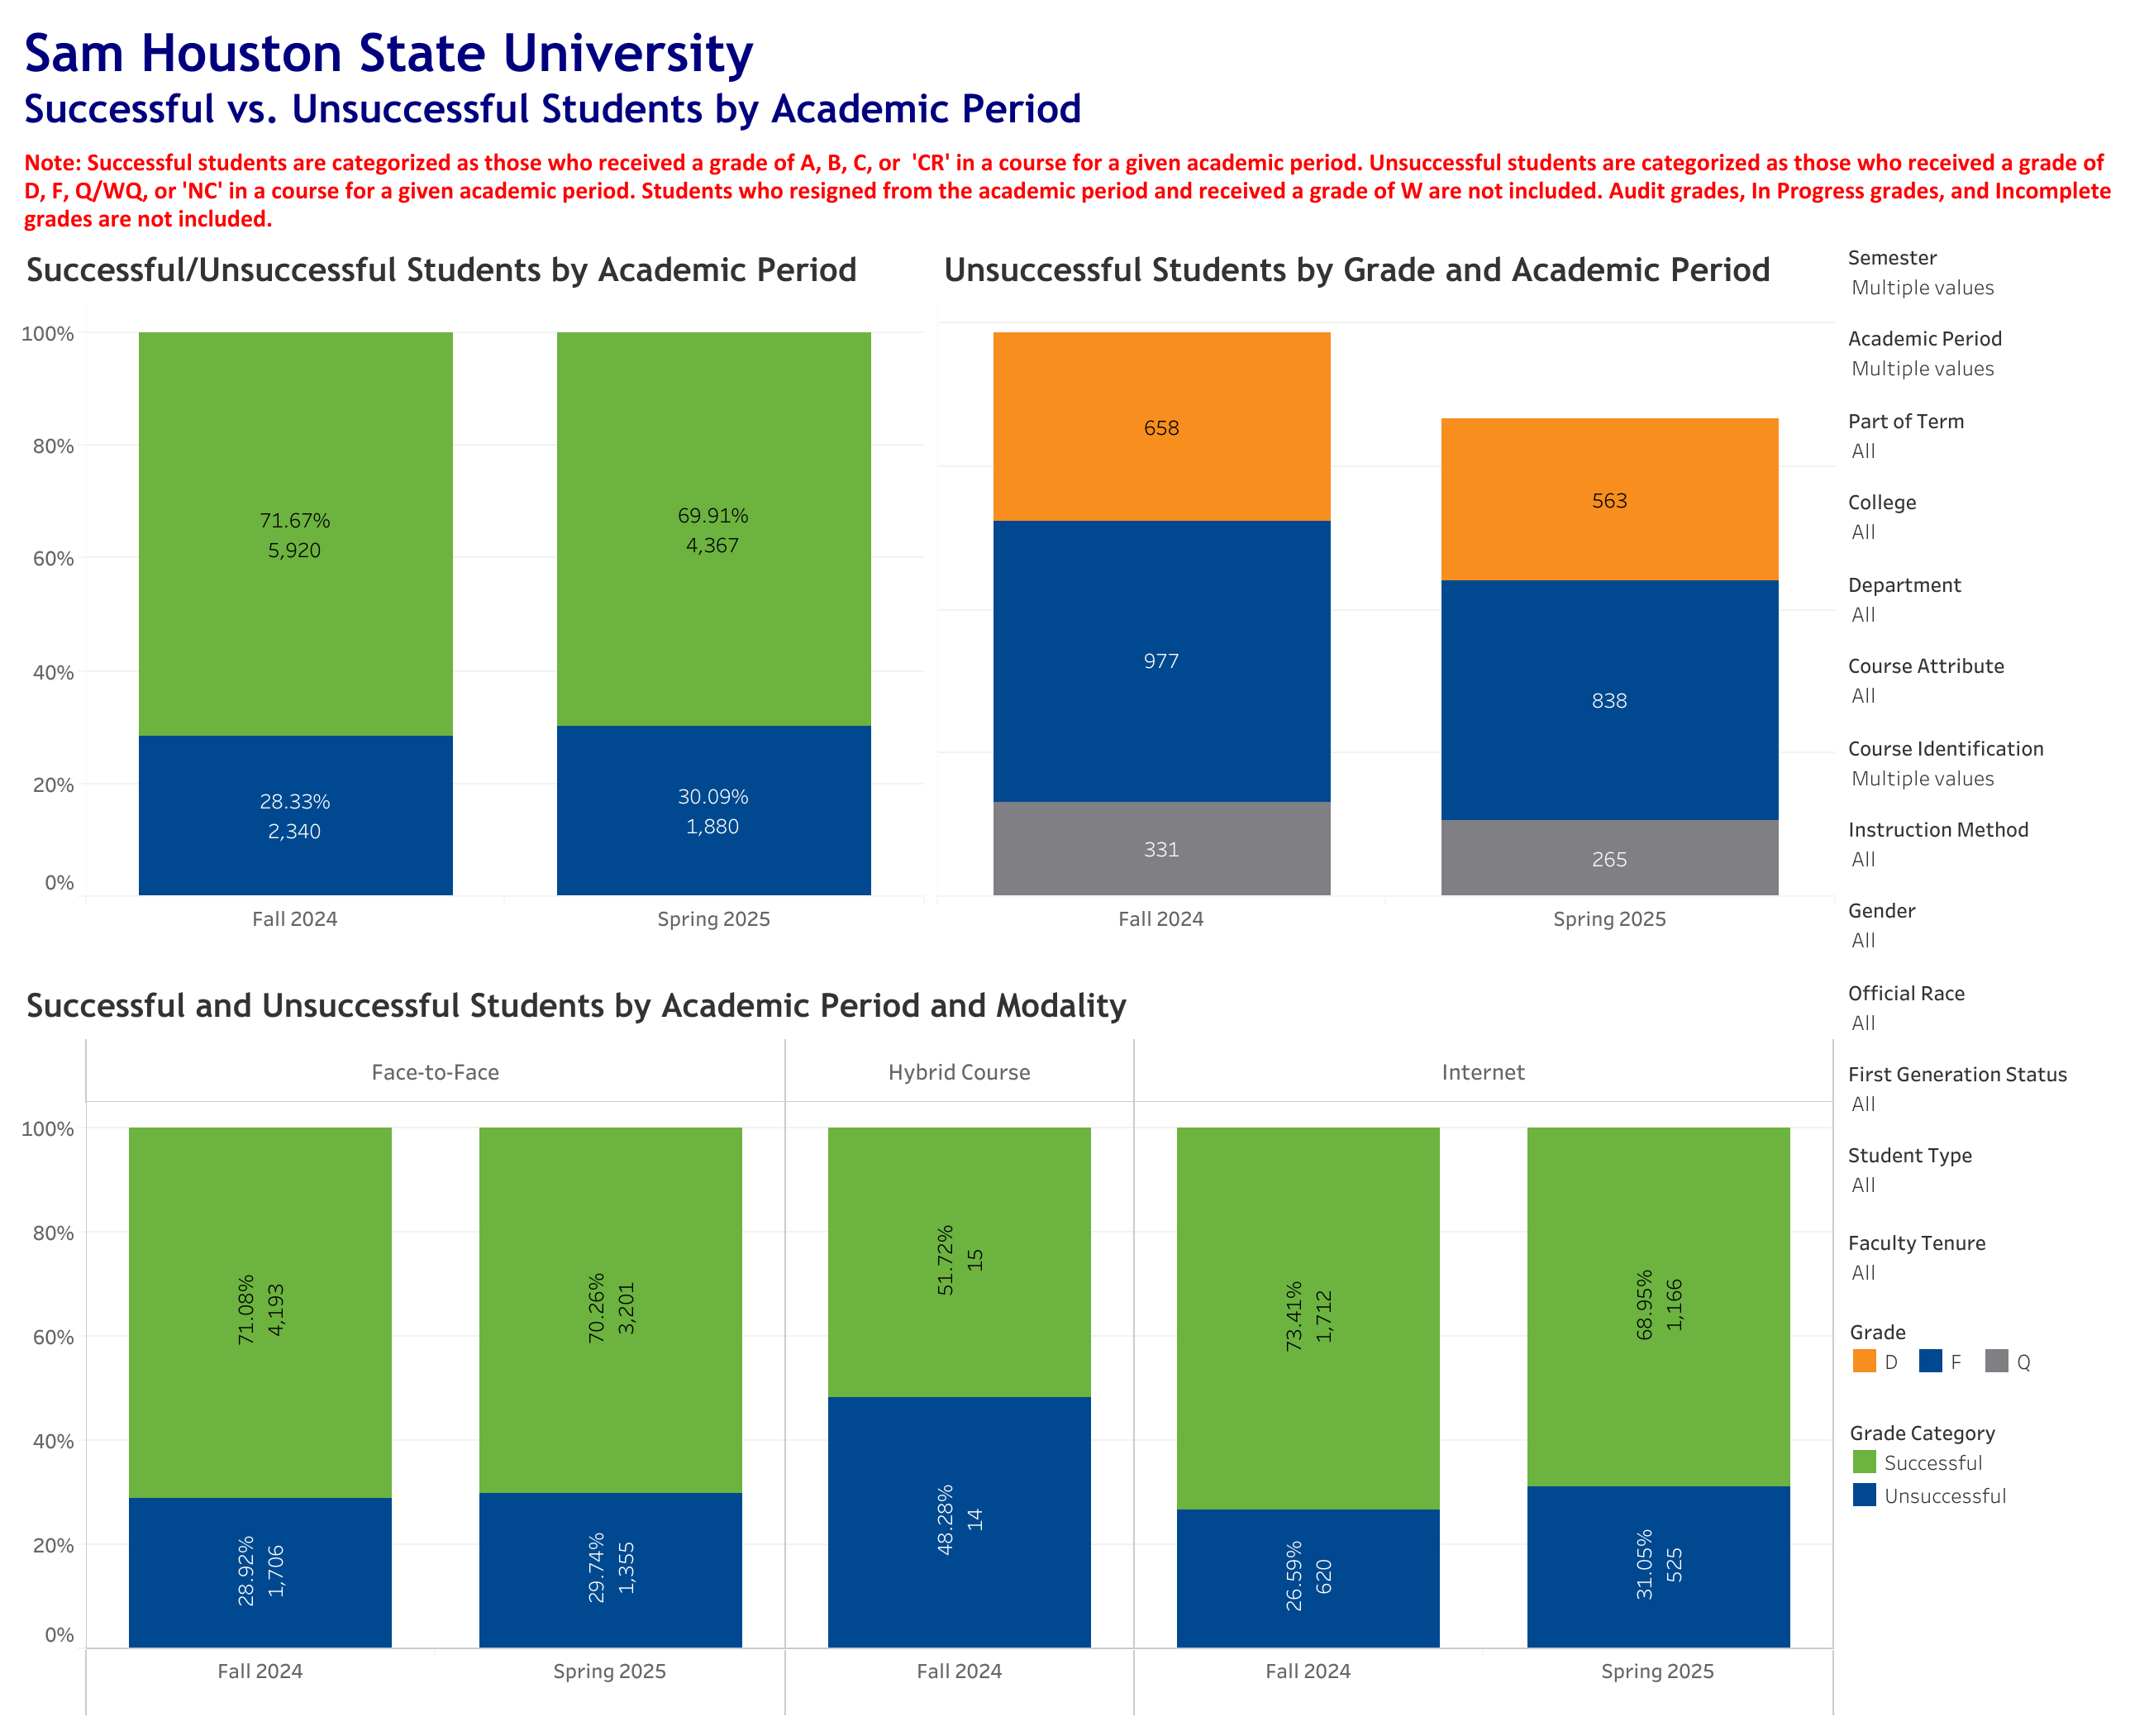 Sam Houston State University
Successful vs. Unsuccessful Students by Academic Period
Note: Successful students are categorized as those who received a grade of A, B, C, or  'CR' in a course for a given academic period. Unsuccessful students are categorized as those who received a grade of
D, F, Q/WQ, or 'NC' in a course for a given academic period. Students who resigned from the academic period and received a grade of W are not included. Audit grades, In Progress grades, and Incomplete
grades are not included.
Successful/Unsuccessful Students by Academic Period
100%
80%
60%
40%
20%
0%
71.67%
5,920
28.33%
2,340
69.91%
4,367
30.09%
1,880
Fall 2024
Spring 2025
Unsuccessful Students by Grade and Academic Period
658
977
331
563
838
265
Fall 2024
Spring 2025
Semester
Multiple values
Academic Period
Multiple values
Part of Term
All
College
All
Department
All
Course Attribute
All
Course Identification
Multiple values
Instruction Method
All
Gender
All
Official Race
All
First Generation Status
All
Student Type
All
Faculty Tenure
All
Grade
D
F
Q
Grade Category
Successful
Unsuccessful
Successful and Unsuccessful Students by Academic Period and Modality
Face-to-Face
Hybrid Course
Internet
100%
80%
60%
40%
20%
0%
71.08%
4,193
28.92%
1,706
70.26%
3,201
29.74%
1,355
51.72%
15
48.28%
14
73.41%
1,712
26.59%
620
68.95%
1,166
31.05%
525
Fall 2024
Spring 2025
Fall 2024
Fall 2024
Spring 2025